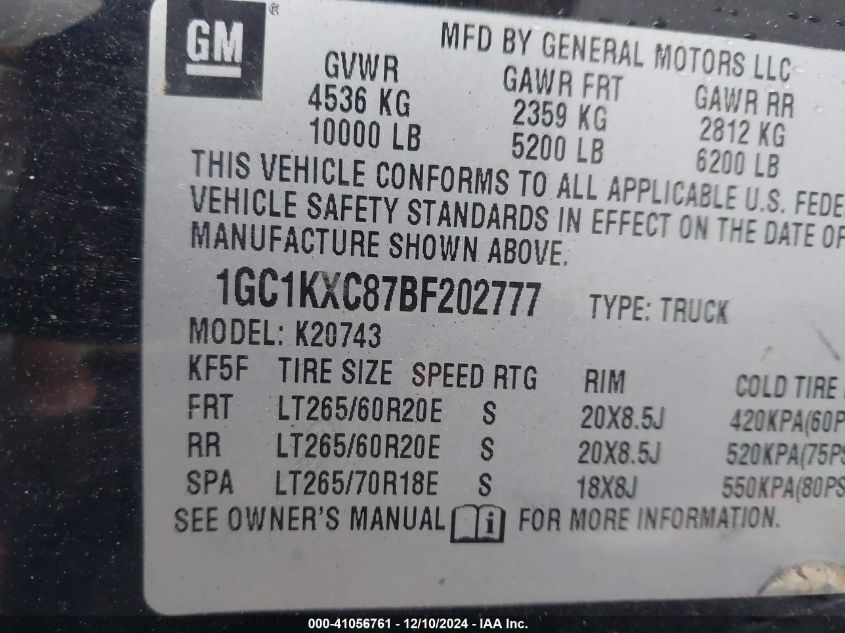 GM ®
MFD BY GENERAL MOTORS LLC
GVWR GAWR FRT GAWR RR
4536 KG 2359 KG 2812 KG
10000 LB 5200 LB 6200 LB
THIS VEHICLE CONFORMS TO ALL APPLICABLE U.S. FEDE
VEHICLE SAFETY STANDARDS IN EFFECT ON THE DATE OF
MANUFACTURE SHOWN ABOVE.
1GC1KXC87BF202777 TYPE: TRUCK
MODEL: K20743
KF5F TIRE SIZE SPEED RTG RIM COLD TIRE
FRT LT265/60R20E S 20X8.5J 420KPA(60P
RR LT265/60R20E S 20X8.5J 520KPA(75PS
SPA LT265/70R18E S 18X8J 550KPA(80PS
SEE OWNER'S MANUAL i FOR MORE INFORMATION.
000-41056761 - 12/10/2024 - IAA Inc.